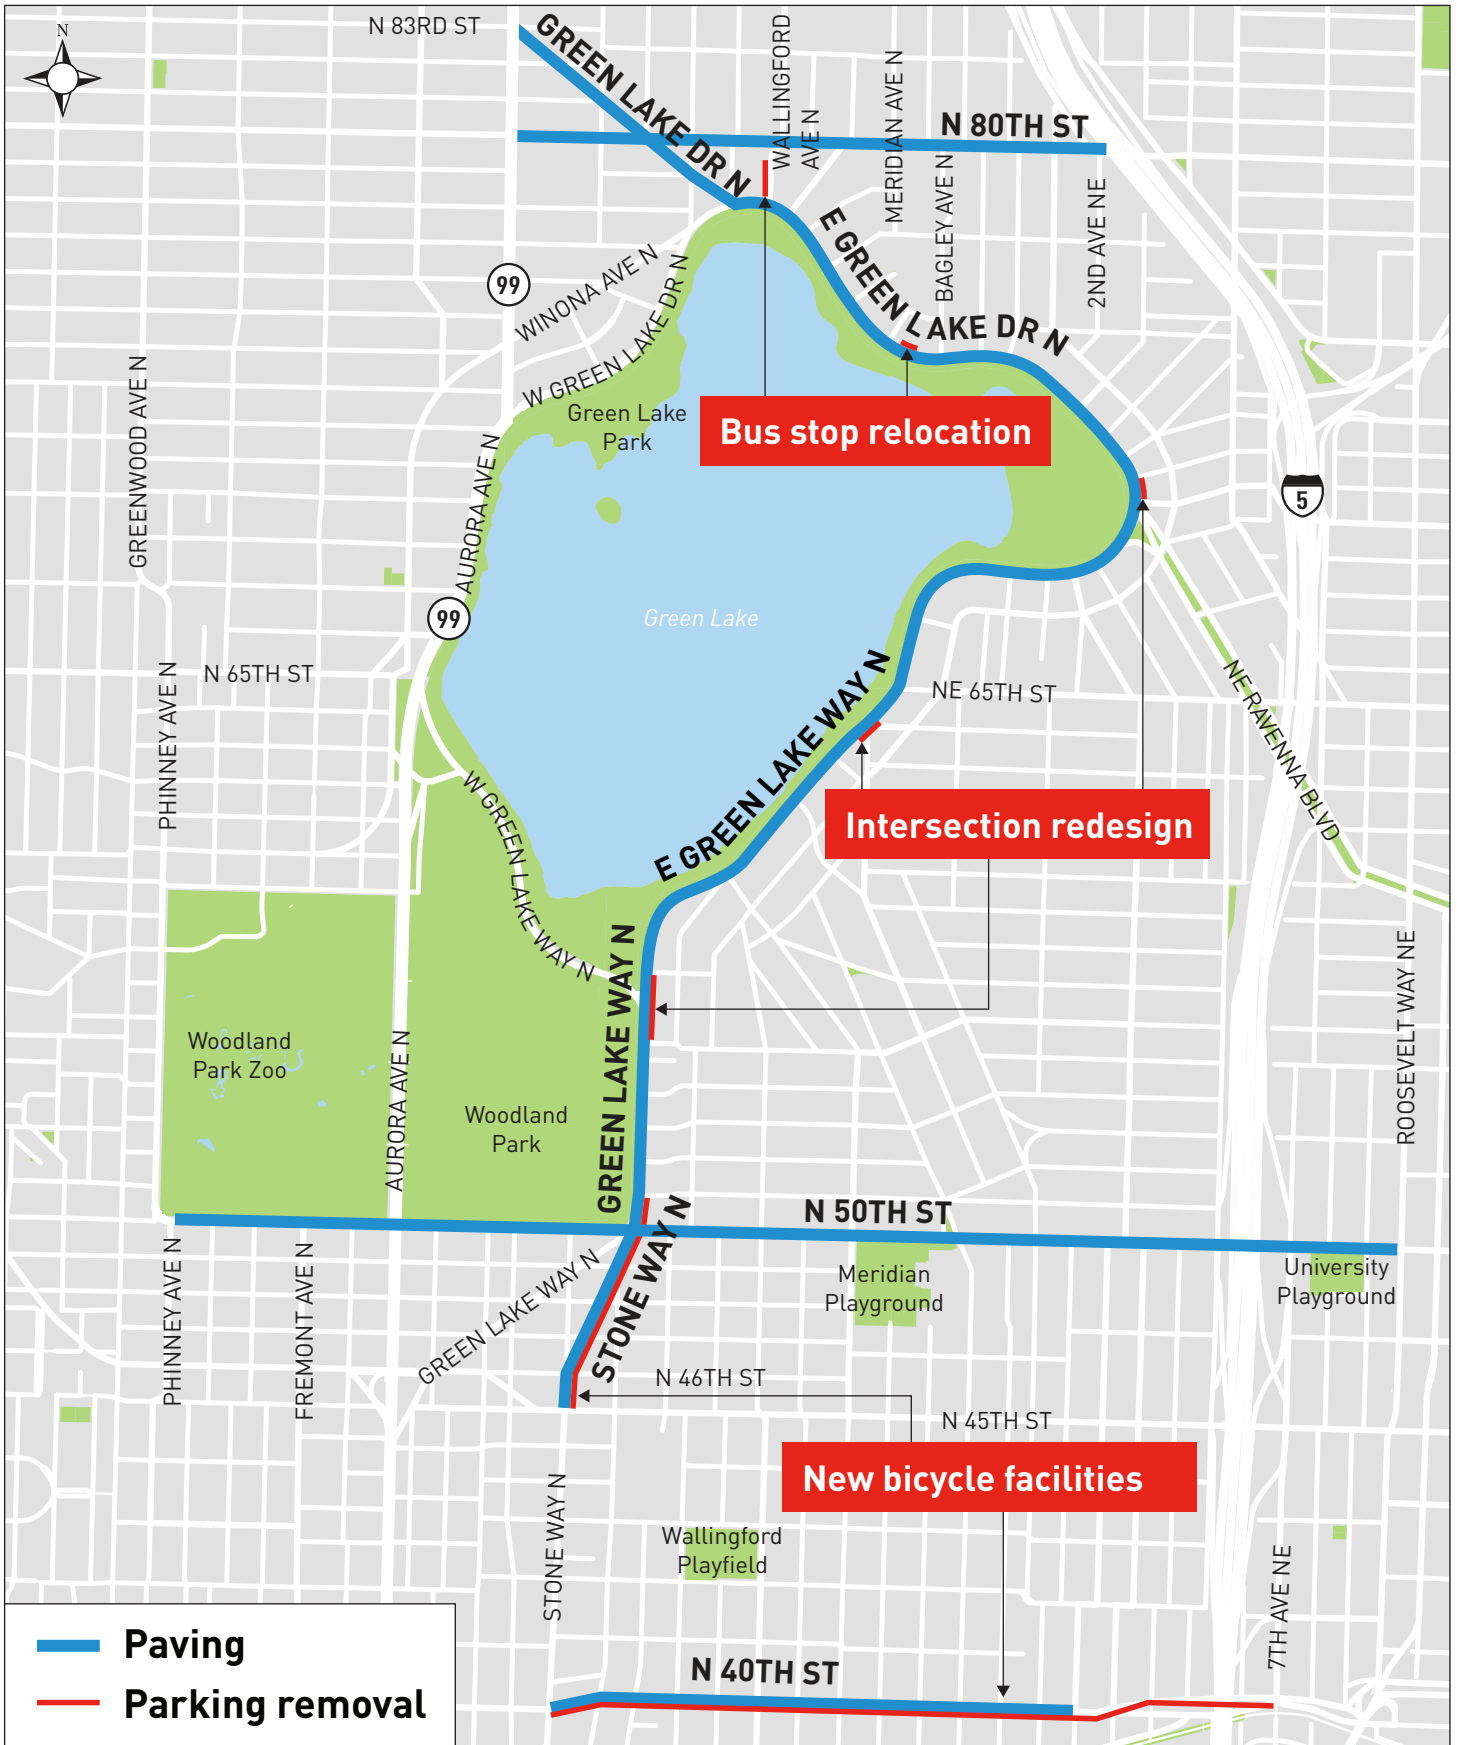 N
N 83RD ST
GREEN LAKE DR N
WALLINGFORD
AVE N
MERIDIAN AVE N
N 80TH ST
BAGLEY AVE N
2ND AVE NE
E GREEN LAKE DR N
99
WINONA AVE N
W GREEN LAKE DR N
GREENWOOD AVE N
Green Lake
Park
Bus stop relocation
AURORA AVE N
5
99
Green Lake
N 65TH ST
PHINNEY AVE N
E GREEN LAKE WAY N
NE 65TH ST
NE RAVENNA BLVD
W GREEN LAKE WAY N
Intersection redesign
GREEN LAKE WAY N
ROOSEVELT WAY NE
Woodland
Park Zoo
AURORA AVE N
Woodland
Park
STONE WAY N
N 50TH ST
PHINNEY AVE N
FREMONT AVE N
GREEN LAKE WAY N
Meridian
Playground
University
Playground
N 46TH ST
N 45TH ST
New bicycle facilities
STONE WAY N
Wallingford
Playfield
7TH AVE NE
N 40TH ST
Paving
Parking removal